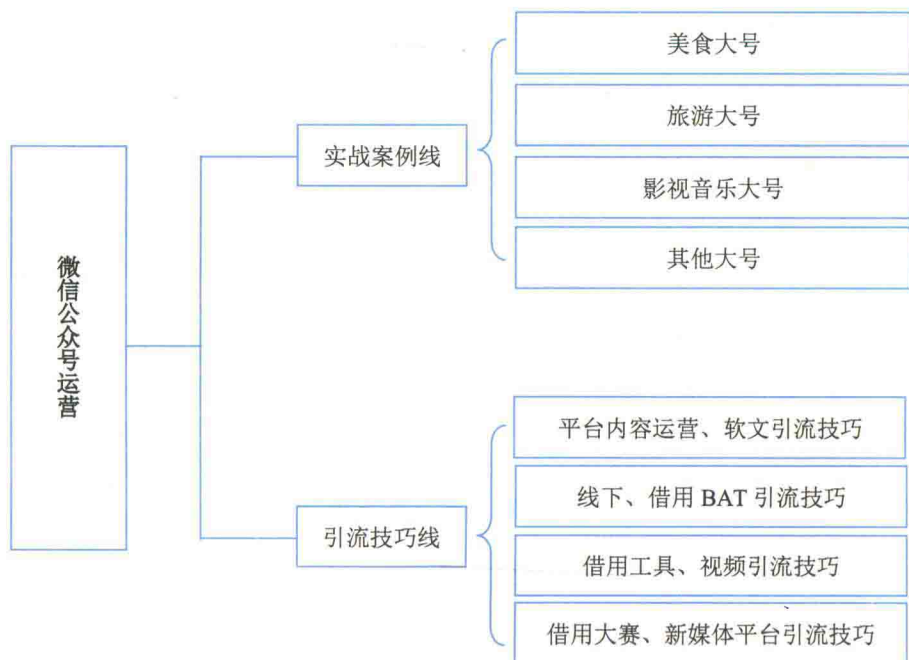 微信公众号运营
实战案例线
美食大号
旅游大号
影视音乐大号
其他大号
引流技巧线
平台内容运营、软文引流技巧
线下、借用 BAT 引流技巧
借用工具、视频引流技巧
借用大赛、新媒体平台引流技巧